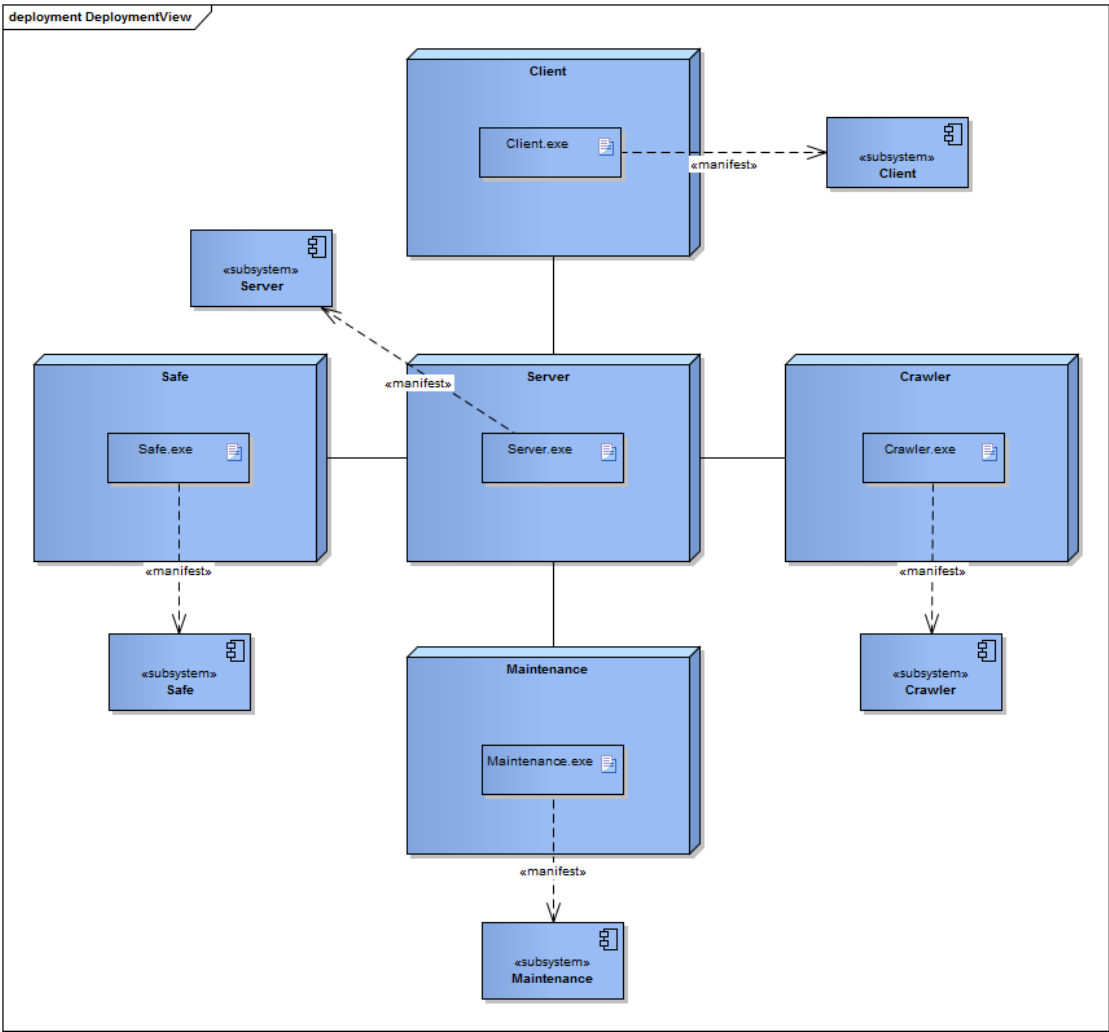 deployment DeploymentView
Client
Client.exe
«manifest»
«subsystem»
Client
«subsystem»
Server
«manifest»
Safe
Safe.exe
«manifest»
«subsystem»
Safe
Server
Server.exe
Crawler
Crawler.exe
«manifest»
«subsystem»
Crawler
Maintenance
Maintenance.exe
«manifest»
«subsystem»
Maintenance